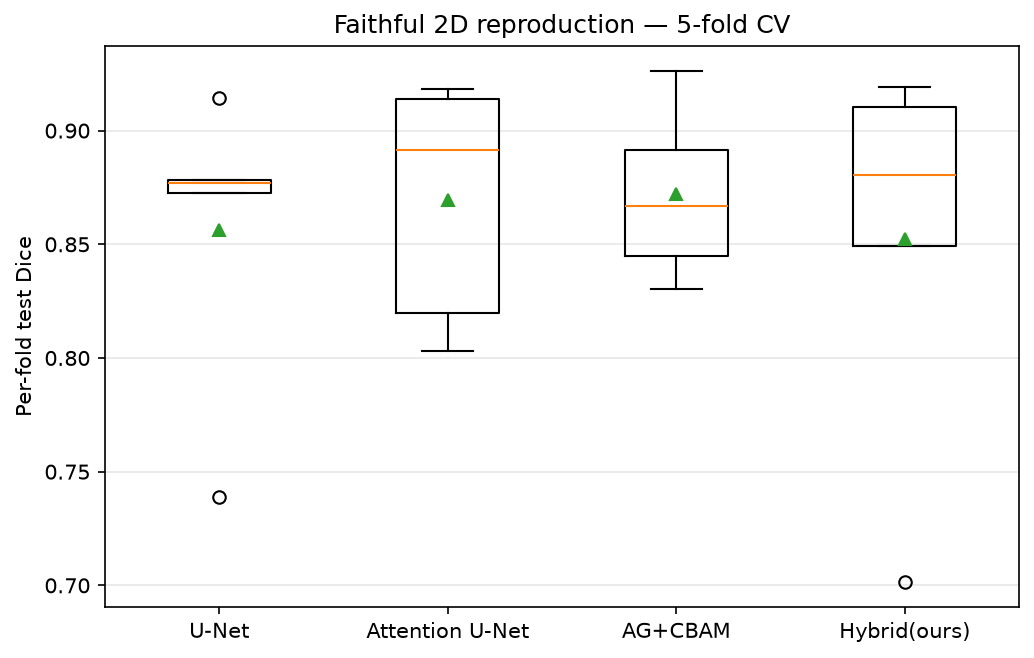 Faithful 2D reproduction — 5-fold CV
Per-fold test Dice
0.90
0.85
0.80
0.75
0.70
U-Net
Attention U-Net
AG+CBAM
Hybrid(ours)